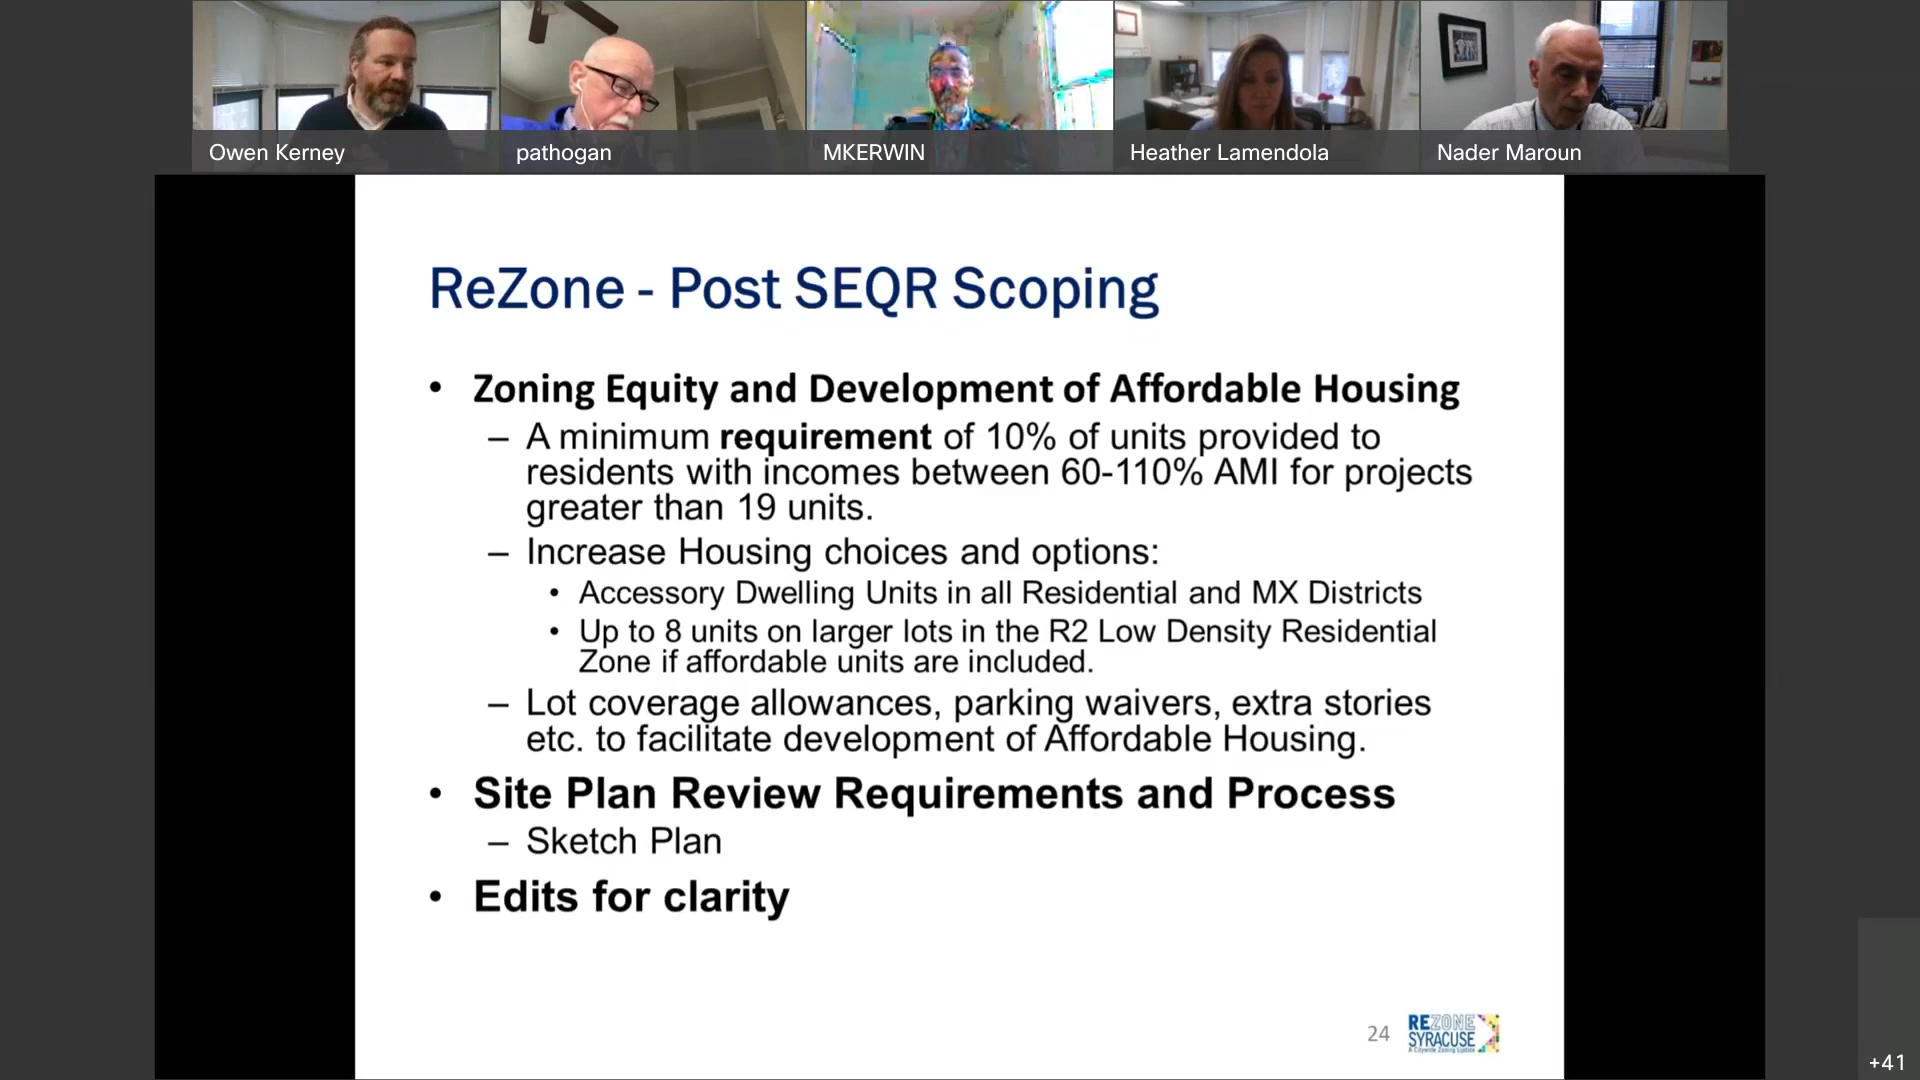 Owen Kerney
pathogan
MKERWIN
Heather Lamendola
Nader Maroun
ReZone - Post SEQR Scoping
• Zoning Equity and Development of Affordable Housing
– A minimum requirement of 10% of units provided to
residents with incomes between 60-110% AMI for projects
greater than 19 units.
– Increase Housing choices and options:
• Accessory Dwelling Units in all Residential and MX Districts
• Up to 8 units on larger lots in the R2 Low Density Residential
Zone if affordable units are included.
– Lot coverage allowances, parking waivers, extra stories
etc. to facilitate development of Affordable Housing.
• Site Plan Review Requirements and Process
– Sketch Plan
• Edits for clarity
24
REZONE
SYRACUSE
A Citywide Zoning Update
+41